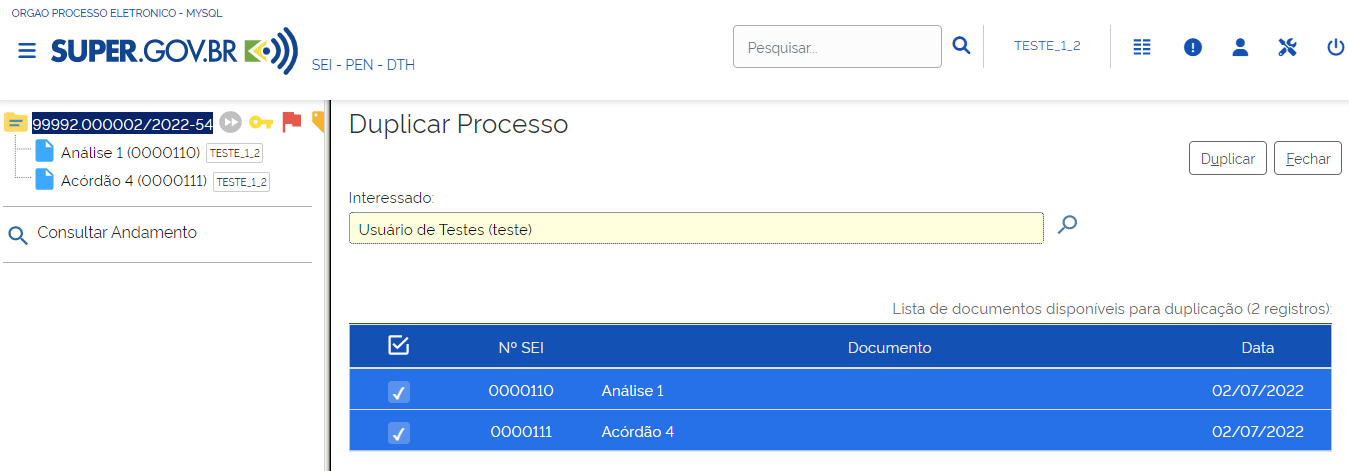 ORGAO PROCESSO ELETRONICO - MYSQL
SUPER.GOV.BR
SEI - PEN - DTH
Pesquisar...
TESTE_1_2
99992.000002/2022-54
Análise 1 (0000110) TESTE_1_2
Acórdão 4 (0000111) TESTE_1_2
Consultar Andamento
Duplicar Processo
Duplicar Fechar
Interessado:
Usuário de Testes (teste)
Lista de documentos disponíveis para duplicação (2 registros):
Nº SEI Documento Data
0000110 Análise 1 02/07/2022
0000111 Acórdão 4 02/07/2022